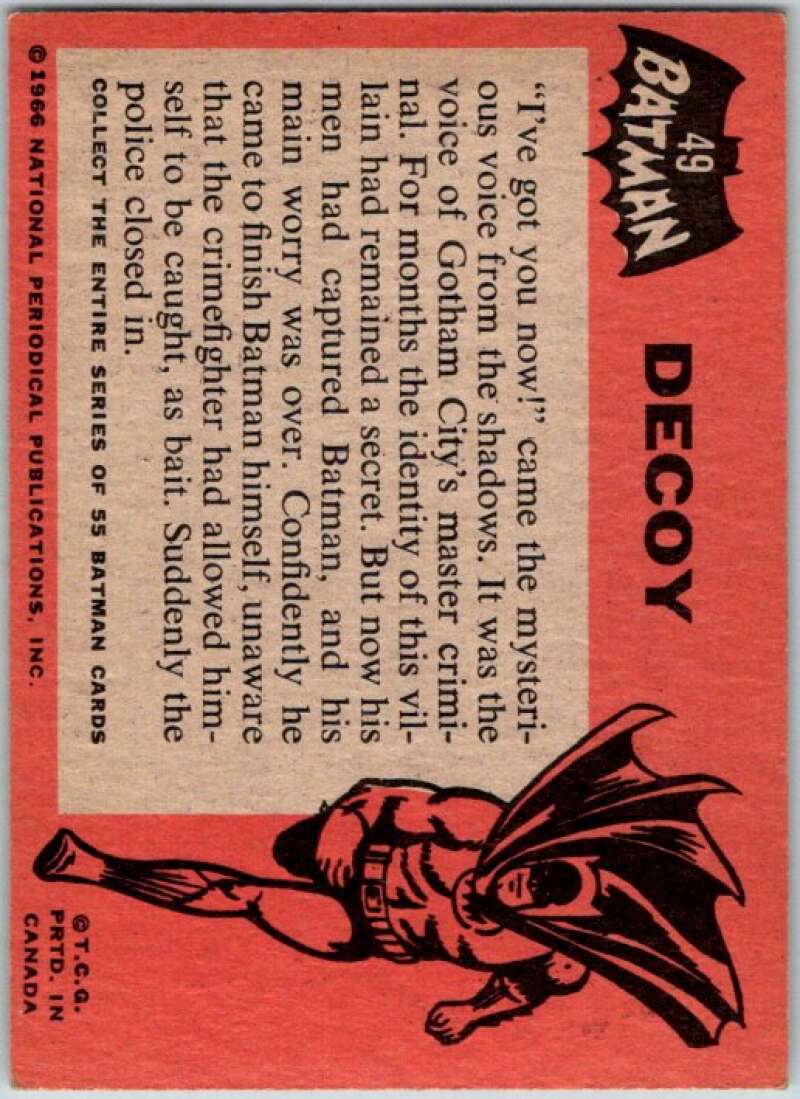 49
BATMAN
DECOY
“I’ve got you now!” came the mysteri-
ous voice from the shadows. It was the
voice of Gotham City’s master crimi-
nal. For months the identity of this vil-
lain had remained a secret. But now his
men had captured Batman, and his
main worry was over. Confidently he
came to finish Batman himself, unaware
that the crimefighter had allowed him-
self to be caught, as bait. Suddenly the
police closed in.
COLLECT THE ENTIRE SERIES OF 55 BATMAN CARDS
© 1966 NATIONAL PERIODICAL PUBLICATIONS, INC.
© T.C.G.
PRTD. IN
CANADA